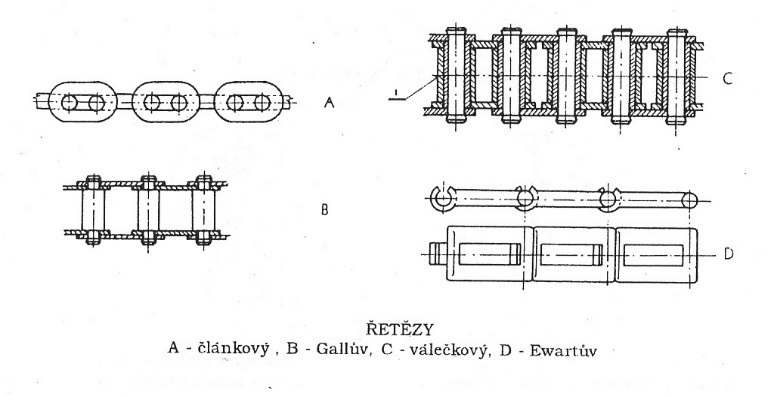 A
1
C
B
D
ŘETĚZY
A - článkový , B - Gallův, C - válečkový, D - Ewartův